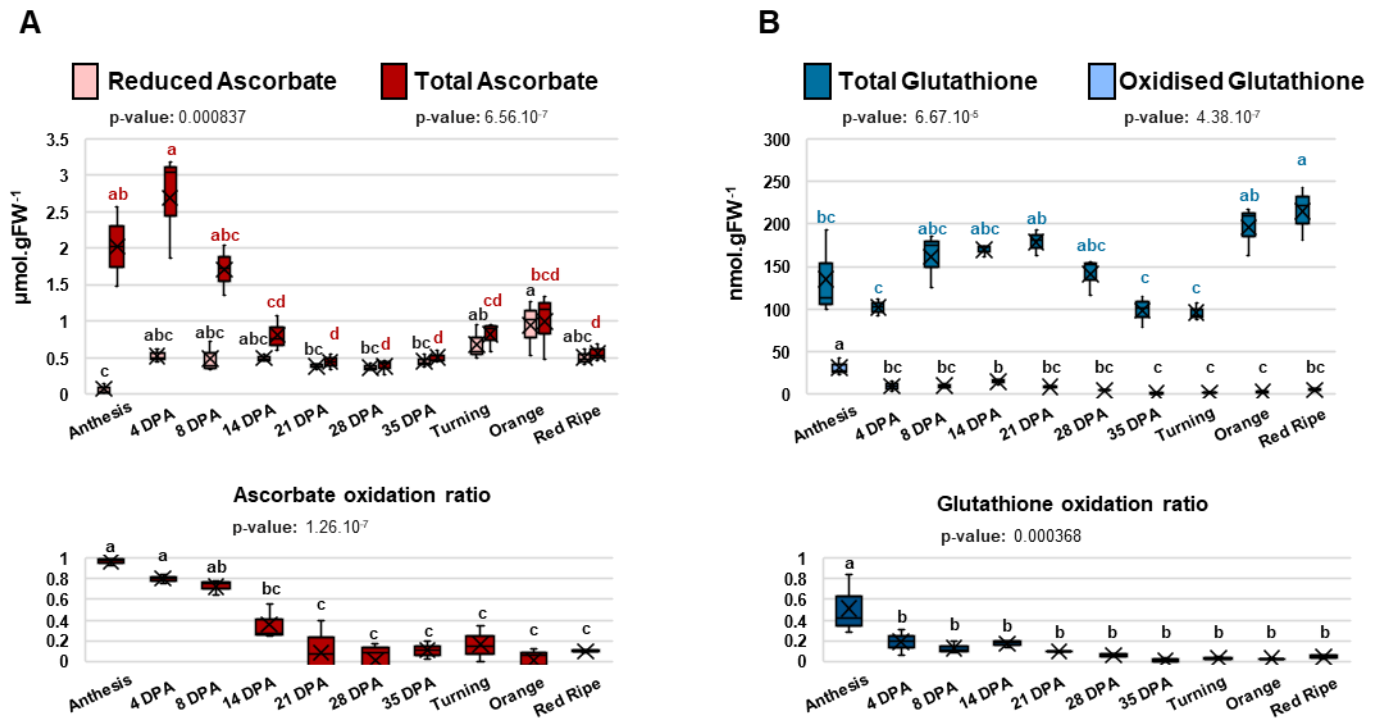 A
B
Reduced Ascorbate
Total Ascorbate
p-value: 0.000837
p-value: 6.56.10⁻⁷
Total Glutathione
Oxidised Glutathione
p-value: 6.67.10⁻⁵
p-value: 4.38.10⁻⁷
µmol.gFW⁻¹
3.5
3
2.5
2
1.5
1
0.5
0
ab
a
abc
cd
d
d
d
cd
bcd
d
c
abc
abc
abc
bc
bc
bc
ab
a
abc
Anthesis
4 DPA
8 DPA
14 DPA
21 DPA
28 DPA
35 DPA
Turning
Orange
Red Ripe
nmol.gFW⁻¹
300
250
200
150
100
50
0
bc
c
abc
abc
ab
abc
c
c
ab
a
a
bc
bc
b
bc
c
c
c
c
bc
Anthesis
4 DPA
8 DPA
14 DPA
21 DPA
28 DPA
35 DPA
Turning
Orange
Red Ripe
Ascorbate oxidation ratio
p-value: 1.26.10⁻⁷
1
0.8
0.6
0.4
0.2
0
a
a
ab
bc
c
c
c
c
c
c
Anthesis
4 DPA
8 DPA
14 DPA
21 DPA
28 DPA
35 DPA
Turning
Orange
Red Ripe
Glutathione oxidation ratio
p-value: 0.000368
1
0.8
0.6
0.4
0.2
0
a
b
b
b
b
b
b
b
b
b
Anthesis
4 DPA
8 DPA
14 DPA
21 DPA
28 DPA
35 DPA
Turning
Orange
Red Ripe